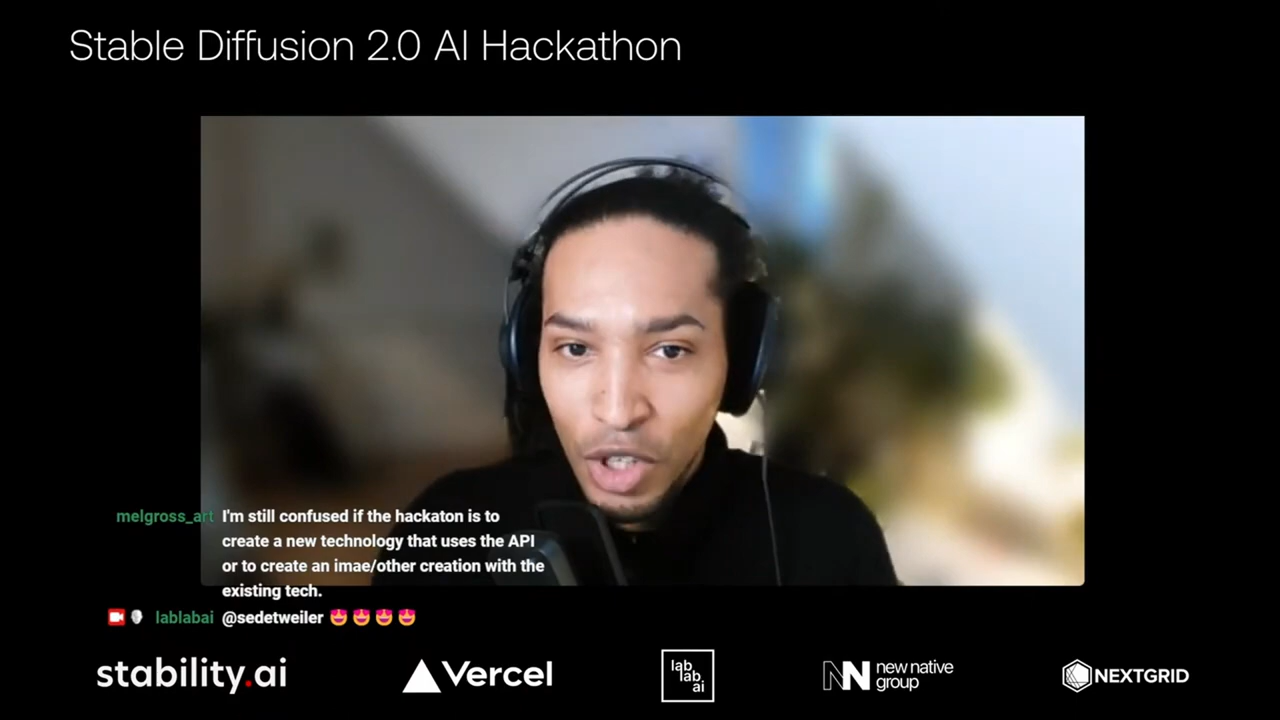 Stable Diffusion 2.0 AI Hackathon
melgross_art I'm still confused if the hackaton is to
create a new technology that uses the API
or to create an imae/other creation with the
existing tech.
lablabai @sedetweiler 🤩🤩🤩🤩
stability.ai
Vercel
lab
lab
ai
new native
group
NEXTGRID